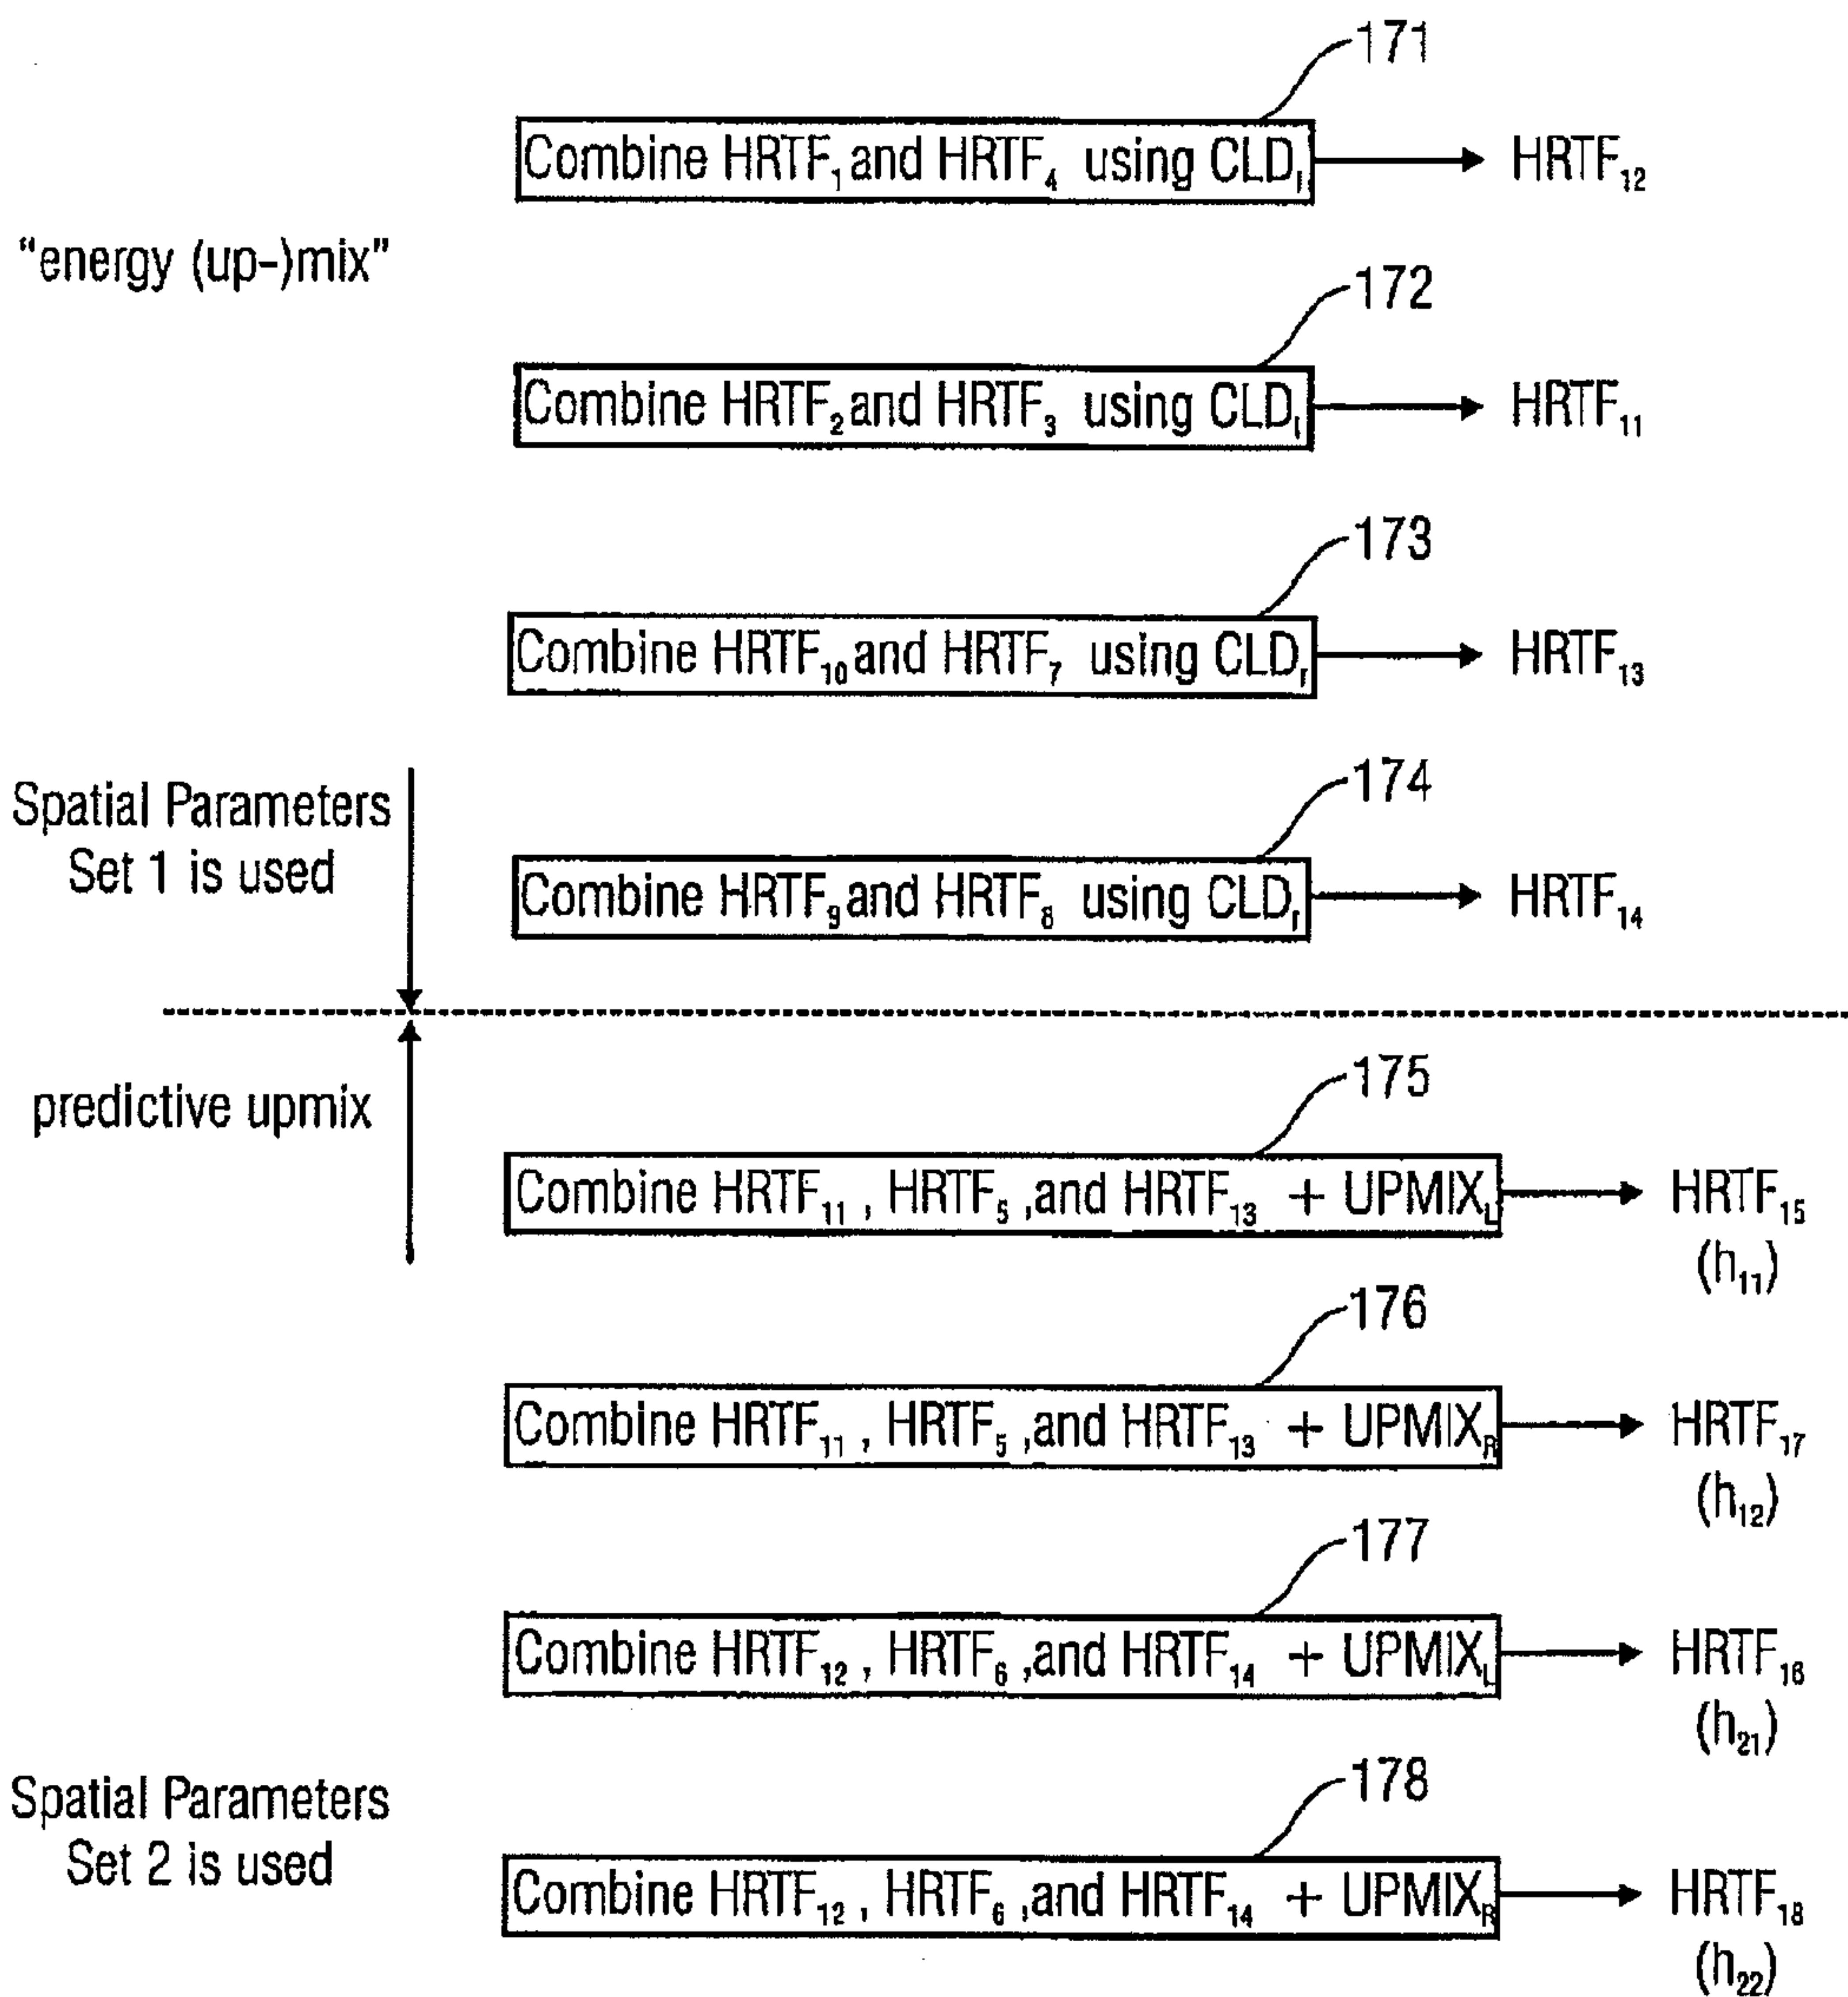 171
Combine HRTF₁ and HRTF₄ using CLDₗ
HRTF₁₂
"energy (up-)mix"
172
Combine HRTF₂ and HRTF₃ using CLDₗ
HRTF₁₁
173
Combine HRTF₁₀ and HRTF₇ using CLDᵣ
HRTF₁₃
Spatial Parameters
Set 1 is used
174
Combine HRTF₉ and HRTF₈ using CLDᵣ
HRTF₁₄
predictive upmix
175
Combine HRTF₁₁, HRTF₅, and HRTF₁₃ + UPMIX_L
HRTF₁₅
(h₁₁)
176
Combine HRTF₁₁, HRTF₅, and HRTF₁₃ + UPMIX_R
HRTF₁₇
(h₁₂)
177
Combine HRTF₁₂, HRTF₆, and HRTF₁₄ + UPMIX_L
HRTF₁₆
(h₂₁)
Spatial Parameters
Set 2 is used
178
Combine HRTF₁₂, HRTF₆, and HRTF₁₄ + UPMIX_R
HRTF₁₈
(h₂₂)